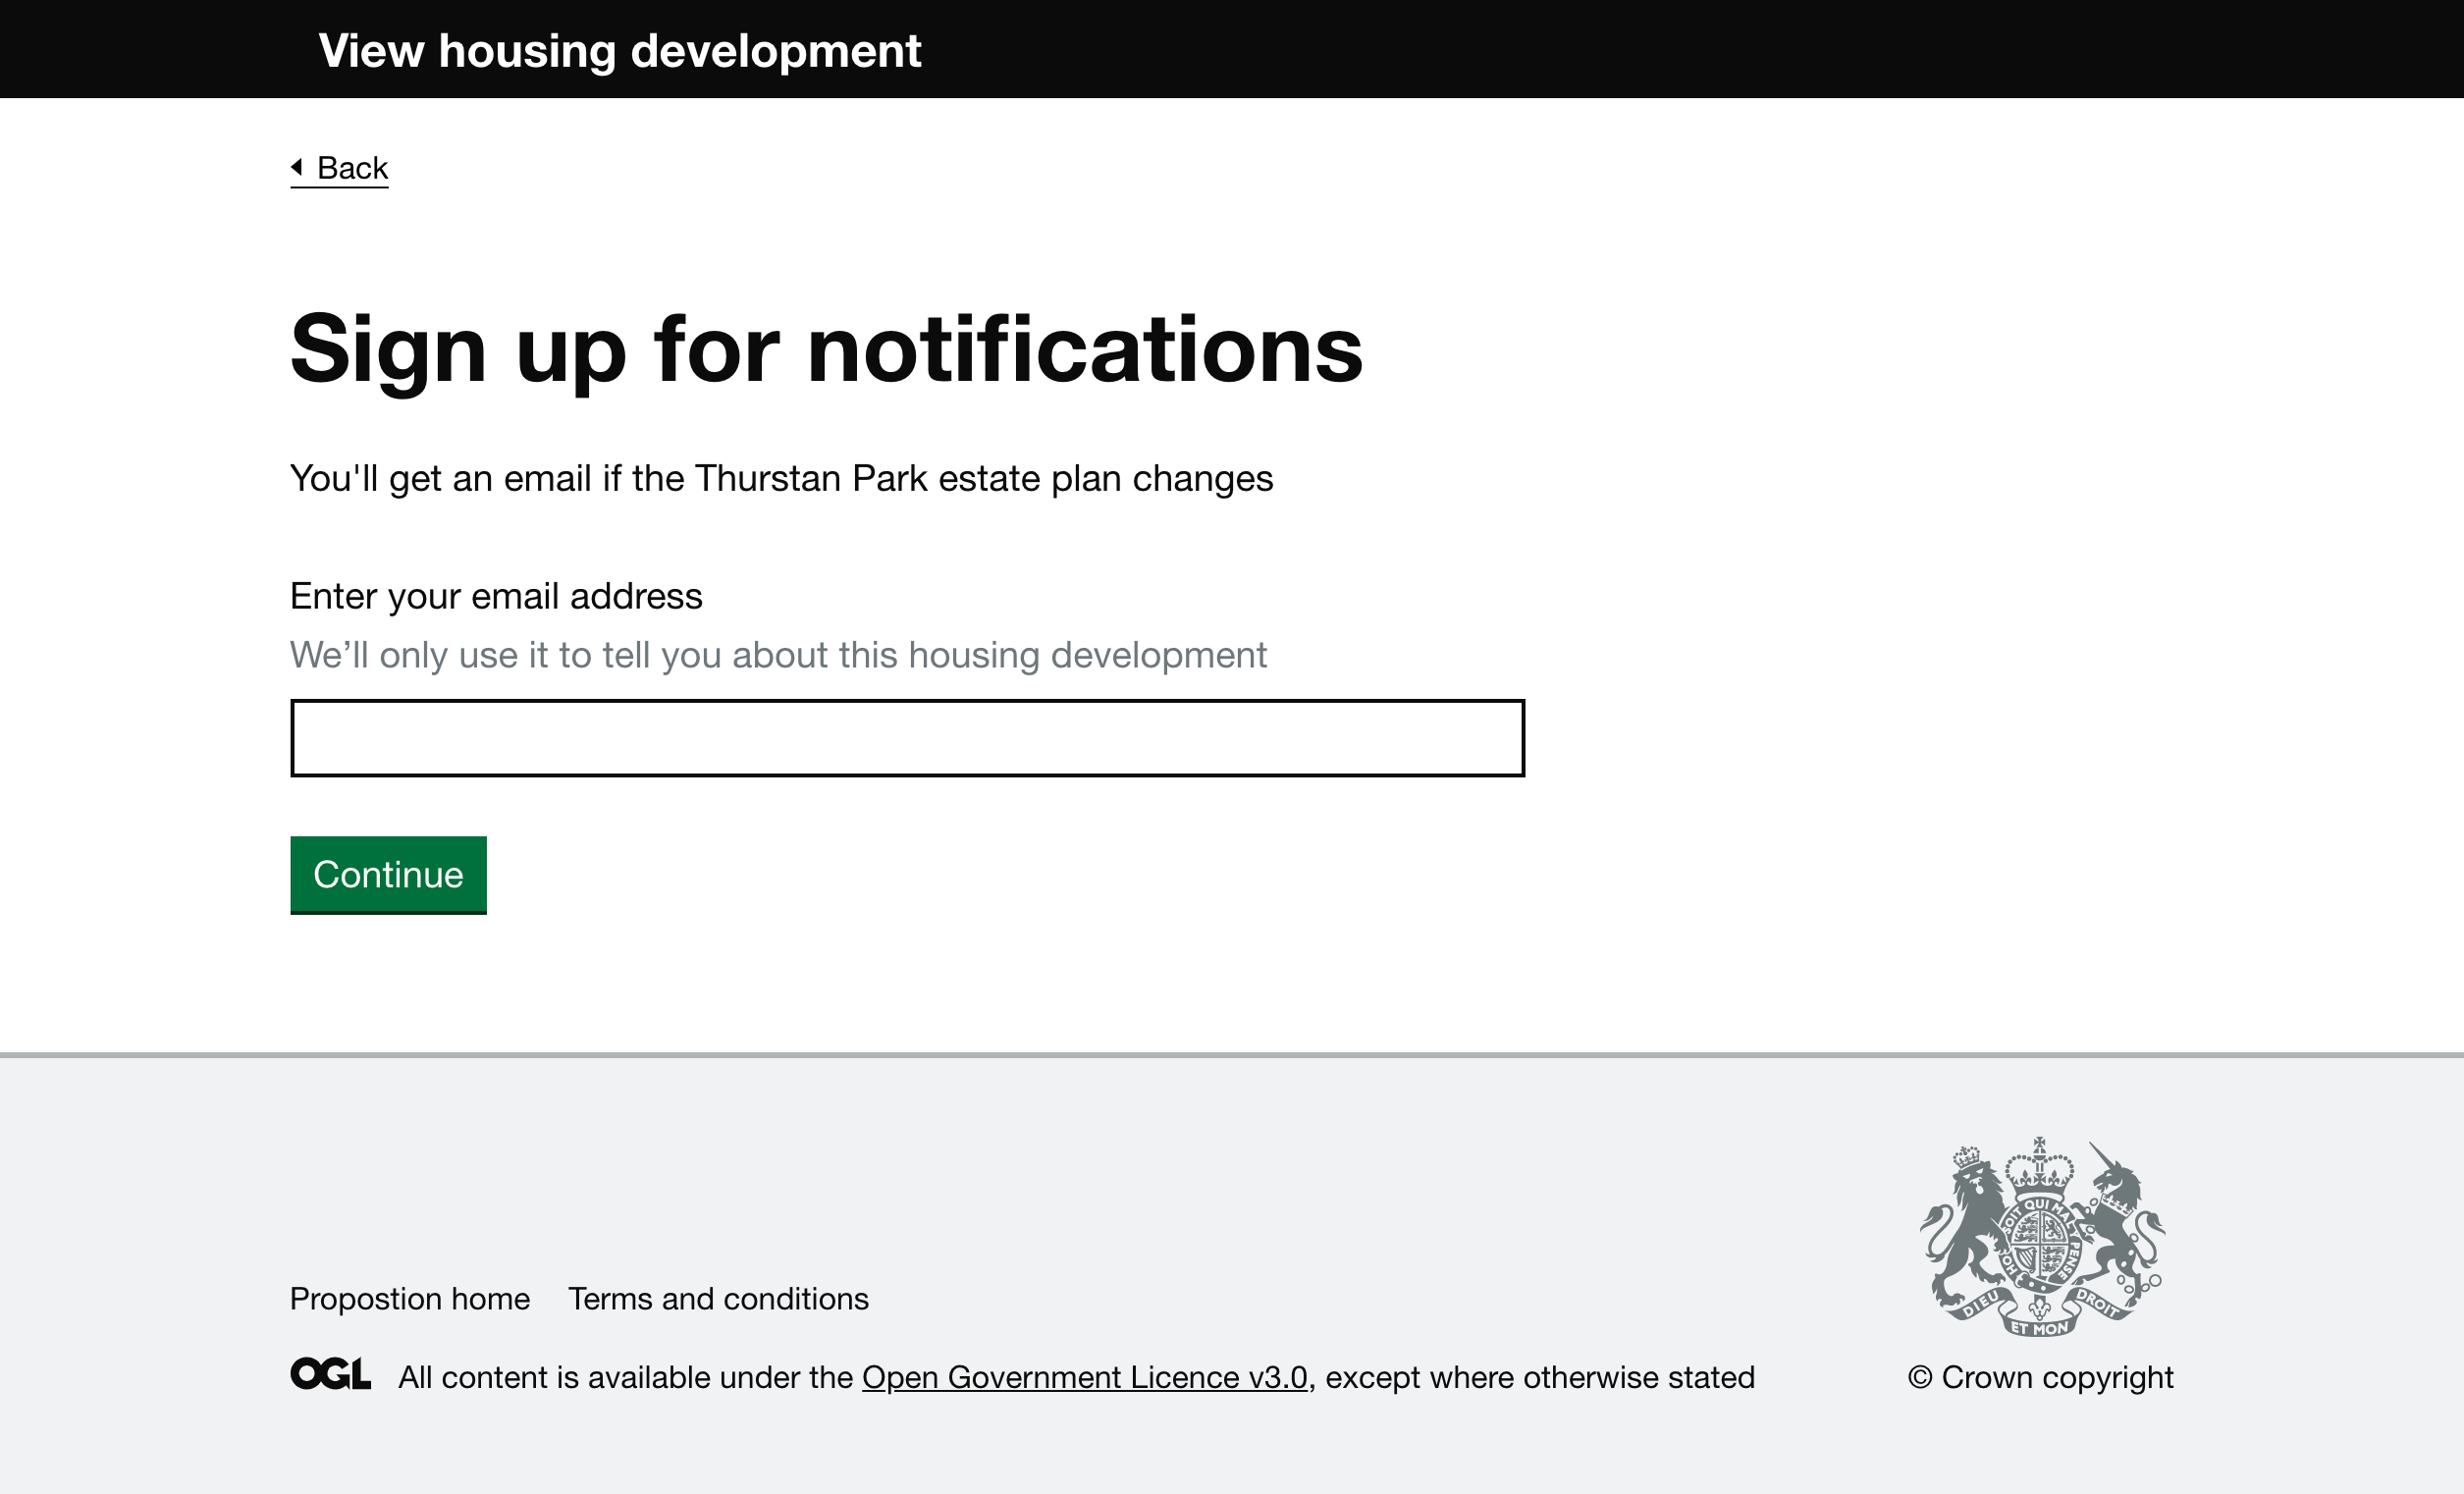 View housing development
Back
Sign up for notifications
You'll get an email if the Thurstan Park estate plan changes
Enter your email address
We’ll only use it to tell you about this housing development
Continue
HONI SOIT QUI MAL Y PENSE
DIEU ET MON DROIT
Propostion home Terms and conditions
OGL All content is available under the Open Government Licence v3.0, except where otherwise stated
© Crown copyright